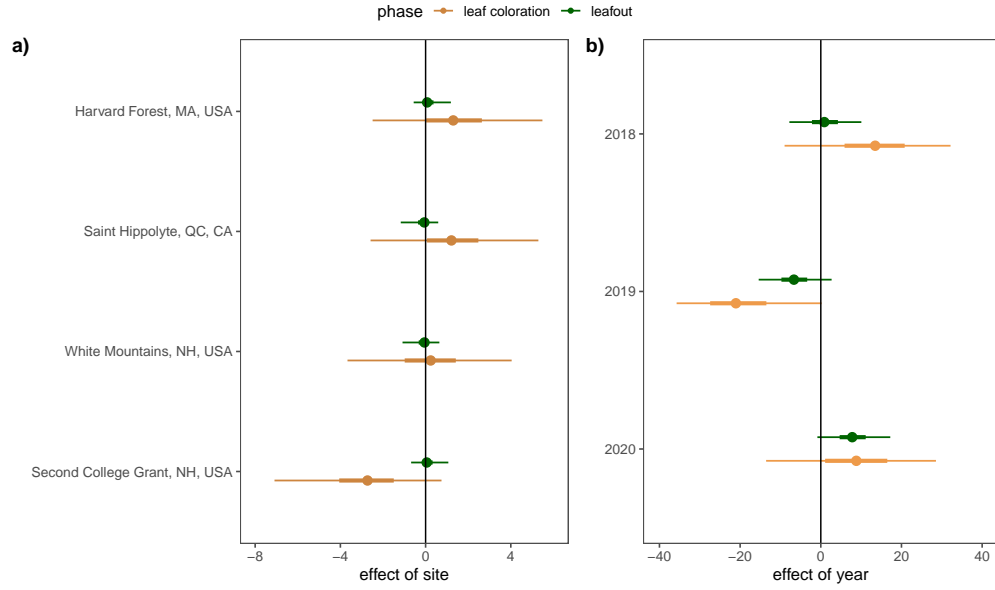 phase leaf coloration leafout
a)
b)
Harvard Forest, MA, USA
Saint Hippolyte, QC, CA
White Mountains, NH, USA
Second College Grant, NH, USA
−8 −4 0 4
effect of site
2018
2019
2020
−40 −20 0 20 40
effect of year